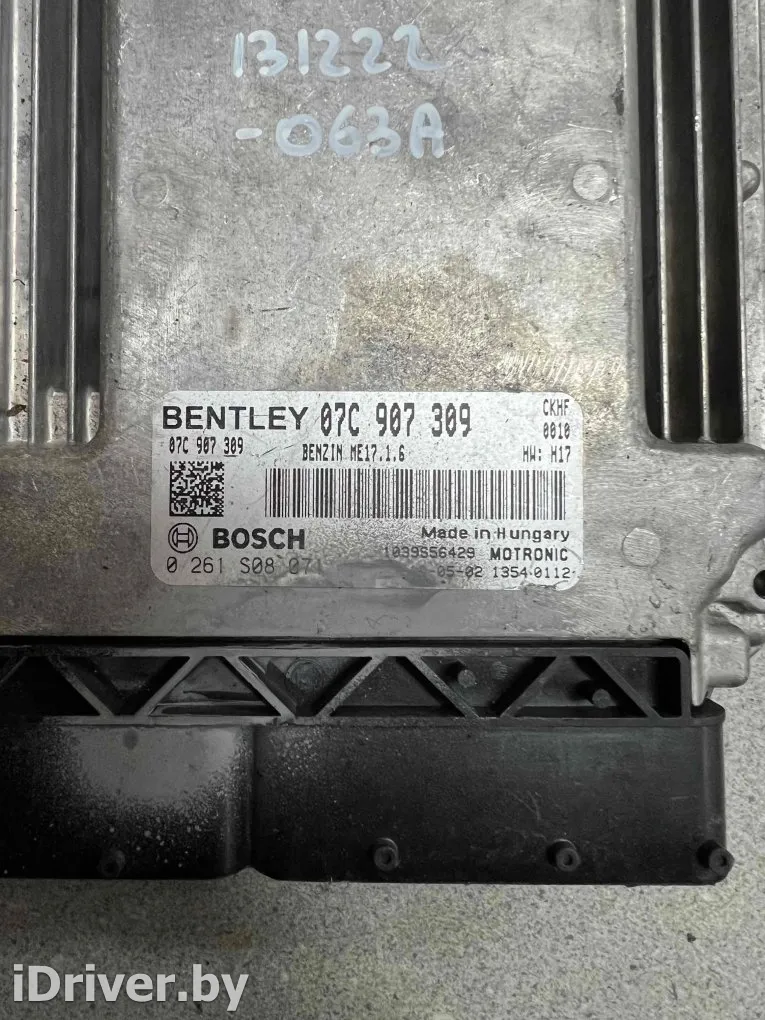 131222
-063A
BENTLEY 07C 907 309 CKHF
07C 907 309 BENZIN ME17.1.6 0010
HW: H17
BOSCH Made in Hungary
1039S56429 MOTRONIC
0 261 S08 071 05-02 1354 0112
iDriver.by